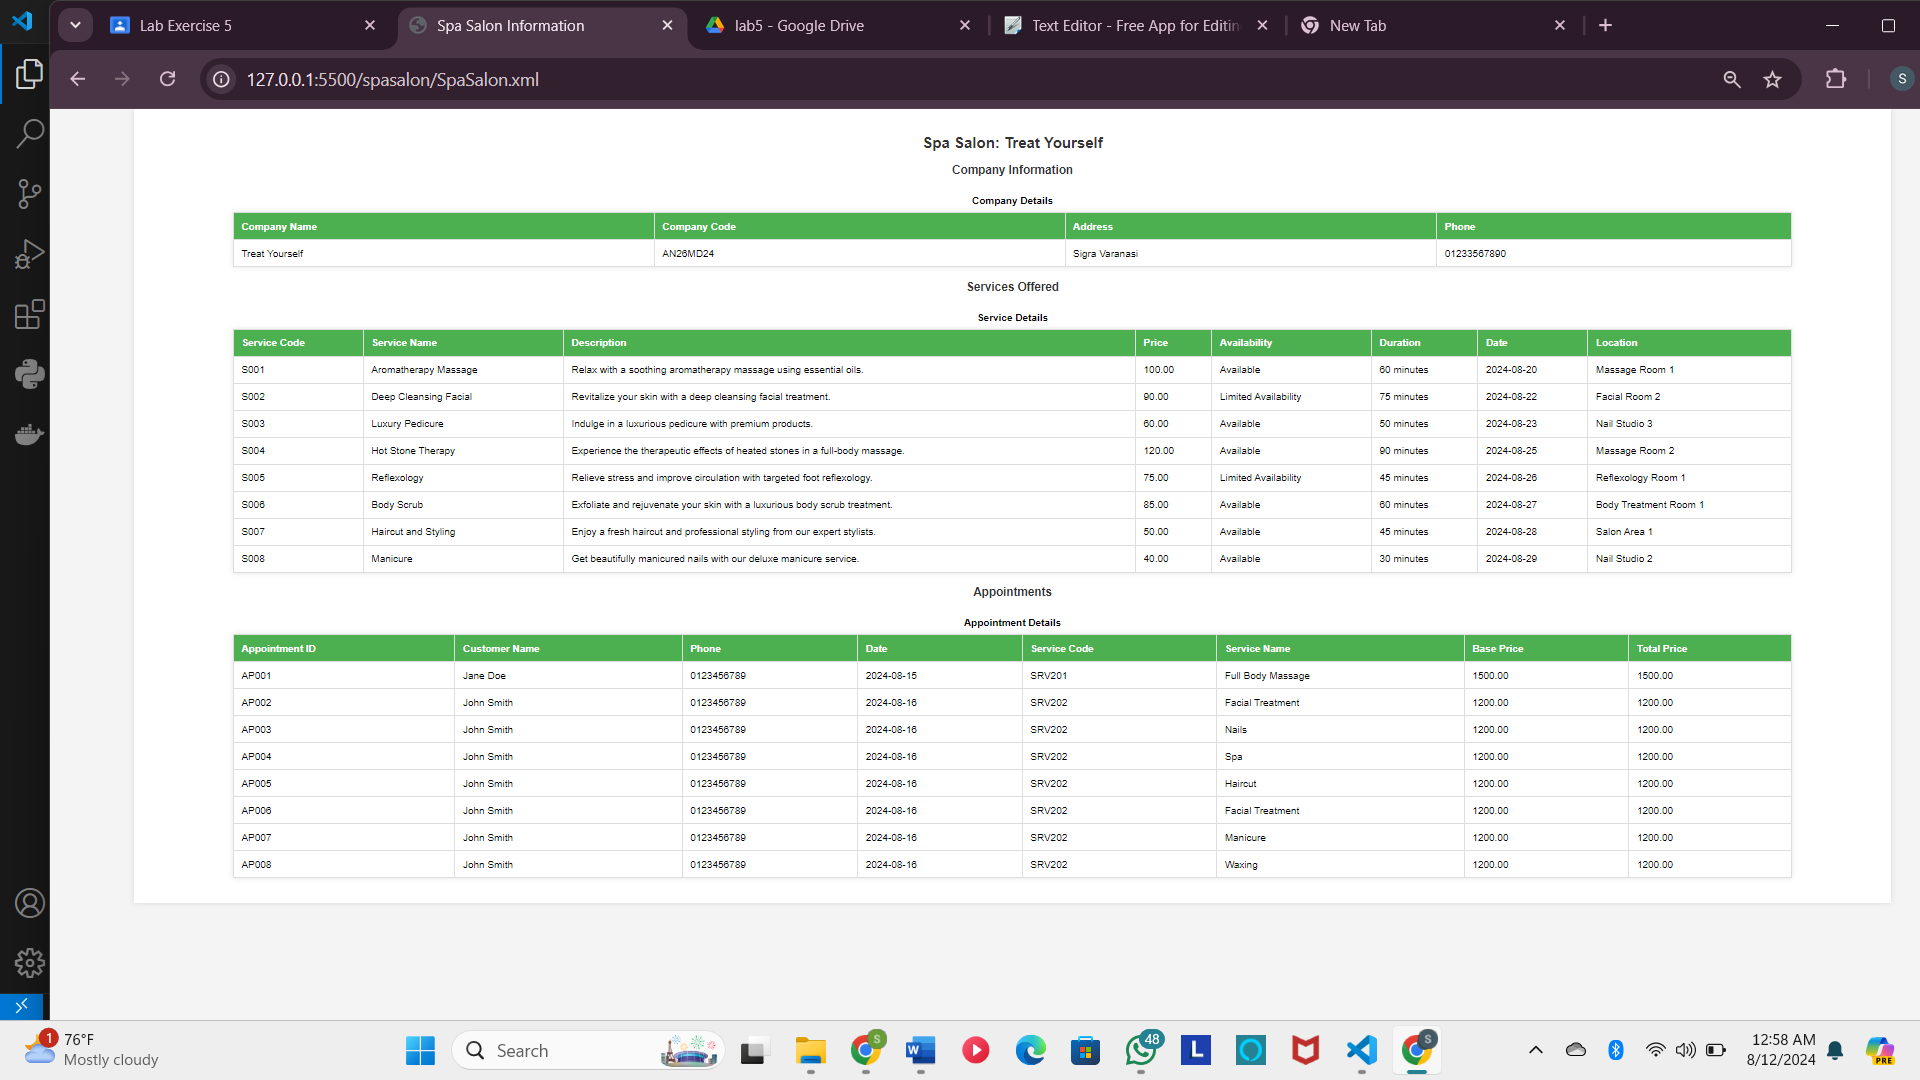 Lab Exercise 5
Spa Salon Information
lab5 - Google Drive
Text Editor - Free App for Editin
New Tab
127.0.0.1:5500/spasalon/SpaSalon.xml
S
Spa Salon: Treat Yourself
Company Information
Company Details
Company Name Company Code Address Phone
Treat Yourself AN26MD24 Sigra Varanasi 01233567890
Services Offered
Service Details
Service Code Service Name Description Price Availability Duration Date Location
S001 Aromatherapy Massage Relax with a soothing aromatherapy massage using essential oils. 100.00 Available 60 minutes 2024-08-20 Massage Room 1
S002 Deep Cleansing Facial Revitalize your skin with a deep cleansing facial treatment. 90.00 Limited Availability 75 minutes 2024-08-22 Facial Room 2
S003 Luxury Pedicure Indulge in a luxurious pedicure with premium products. 60.00 Available 50 minutes 2024-08-23 Nail Studio 3
S004 Hot Stone Therapy Experience the therapeutic effects of heated stones in a full-body massage. 120.00 Available 90 minutes 2024-08-25 Massage Room 2
S005 Reflexology Relieve stress and improve circulation with targeted foot reflexology. 75.00 Limited Availability 45 minutes 2024-08-26 Reflexology Room 1
S006 Body Scrub Exfoliate and rejuvenate your skin with a luxurious body scrub treatment. 85.00 Available 60 minutes 2024-08-27 Body Treatment Room 1
S007 Haircut and Styling Enjoy a fresh haircut and professional styling from our expert stylists. 50.00 Available 45 minutes 2024-08-28 Salon Area 1
S008 Manicure Get beautifully manicured nails with our deluxe manicure service. 40.00 Available 30 minutes 2024-08-29 Nail Studio 2
Appointments
Appointment Details
Appointment ID Customer Name Phone Date Service Code Service Name Base Price Total Price
AP001 Jane Doe 0123456789 2024-08-15 SRV201 Full Body Massage 1500.00 1500.00
AP002 John Smith 0123456789 2024-08-16 SRV202 Facial Treatment 1200.00 1200.00
AP003 John Smith 0123456789 2024-08-16 SRV202 Nails 1200.00 1200.00
AP004 John Smith 0123456789 2024-08-16 SRV202 Spa 1200.00 1200.00
AP005 John Smith 0123456789 2024-08-16 SRV202 Haircut 1200.00 1200.00
AP006 John Smith 0123456789 2024-08-16 SRV202 Facial Treatment 1200.00 1200.00
AP007 John Smith 0123456789 2024-08-16 SRV202 Manicure 1200.00 1200.00
AP008 John Smith 0123456789 2024-08-16 SRV202 Waxing 1200.00 1200.00
1
76°F
Mostly cloudy
Search
S
W
48
L
S
12:58 AM
8/12/2024
PRE